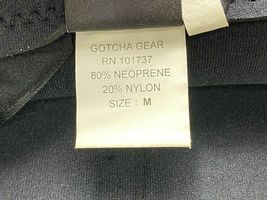 GOTCHA GEAR
RN 101737
80% NEOPRENE
20% NYLON
SIZE: M